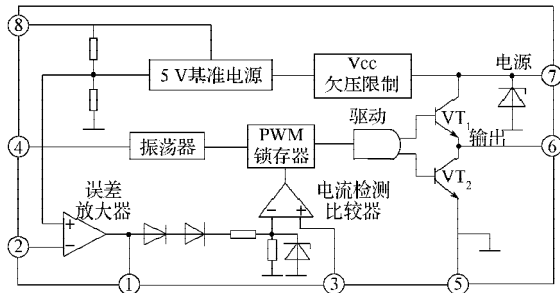 8
Vcc
欠压限制
5 V基准电源
电源
7
驱动
VT1
输出
4
振荡器
PWM
锁存器
6
VT2
误差
放大器
电流检测
比较器
+
−
−
+
2
1
3
5